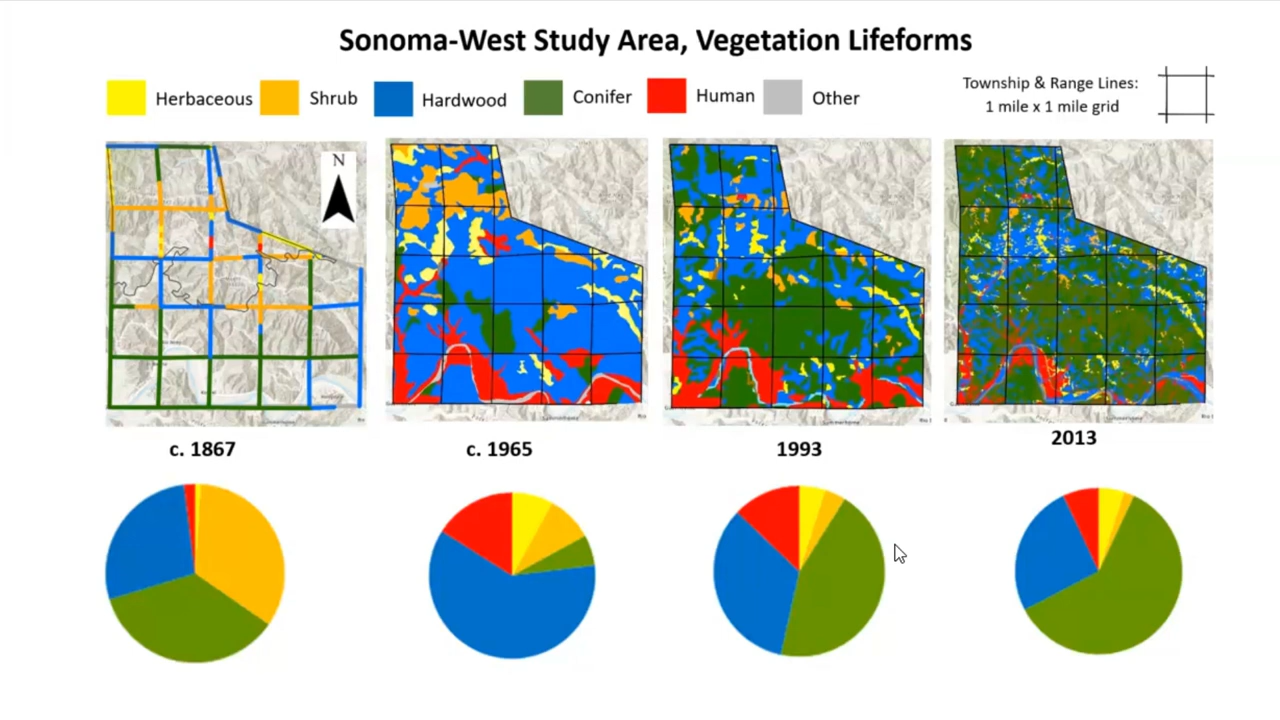 Sonoma-West Study Area, Vegetation Lifeforms
Herbaceous
Shrub
Hardwood
Conifer
Human
Other
Township & Range Lines:
1 mile x 1 mile grid
N
c. 1867
c. 1965
1993
2013